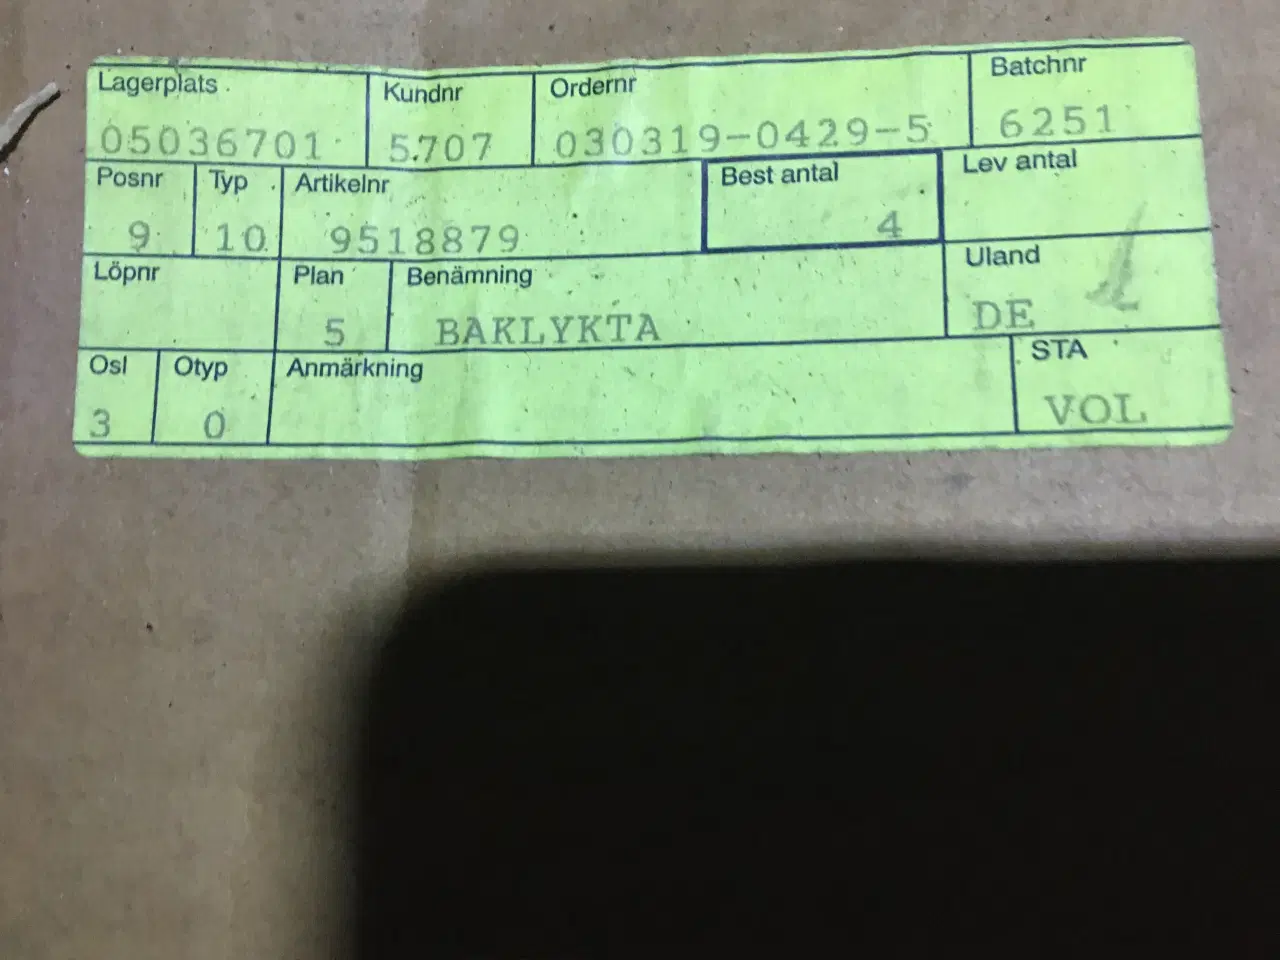 Lagerplats Kundnr Ordernr Batchnr
05036701 5707 030319-0429-5 6251
Posnr Typ Artikelnr Best antal Lev antal
9 10 9518879 4
Löpnr Plan Benämning Uland
5 BAKLYKTA DE
Osl Otyp Anmärkning STA
3 0 VOL